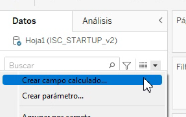 Datos Análisis
Hoja1 (ISC_STARTUP_v2)
Buscar
Crear campo calculado...
Crear parámetro...